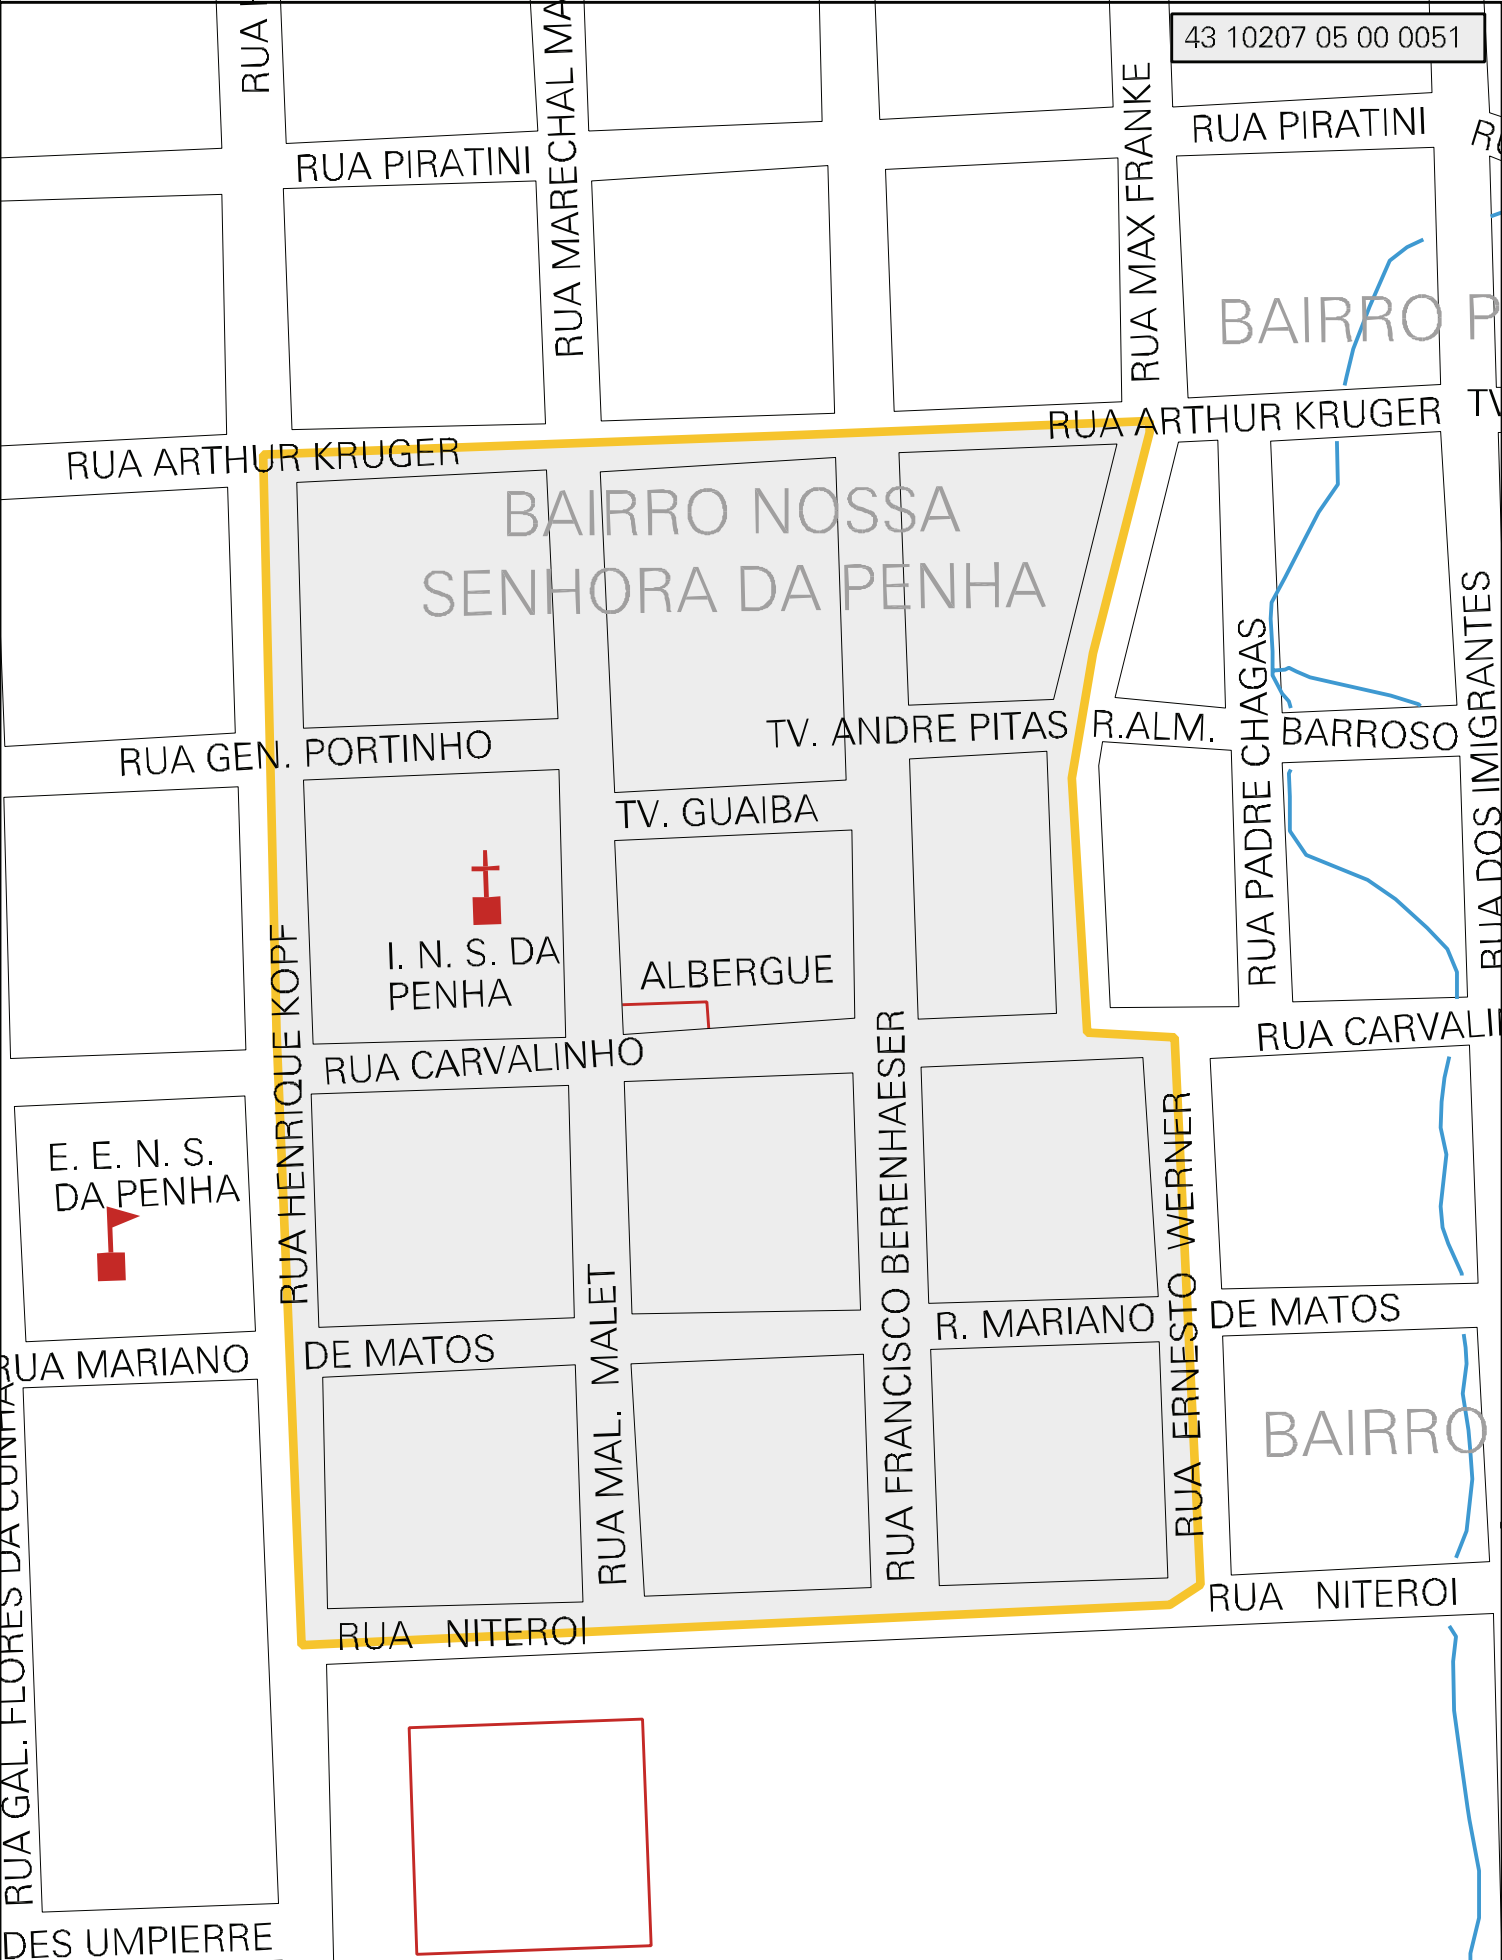 43 10207 05 00 0051
RUA
RUA MARECHAL
RUA MAX FRANKE
RUA PIRATINI
RUA PIRATINI
BAIRRO
RUA ARTHUR KRUGER
RUA ARTHUR KRUGER
BAIRRO NOSSA
SENHORA DA PENHA
RUA GEN. PORTINHO
TV. ANDRE PITAS
R.ALM.
BARROSO
TV. GUAIBA
RUA PADRE CHAGAS
RUA DOS IMIGRANTES
I. N. S. DA
PENHA
ALBERGUE
RUA HENRIQUE KOPF
RUA CARVALINHO
RUA
E. E. N. S.
DA PENHA
RUA FRANCISCO BERENHAESER
RUA ERNESTO WERNER
RUA MAL. MALET
RUA MARIANO
DE MATOS
R. MARIANO
DE MATOS
BAIRRO
RUA GAL. FLORES DA CUNHA
RUA NITEROI
RUA NITEROI
DES UMPIERRE